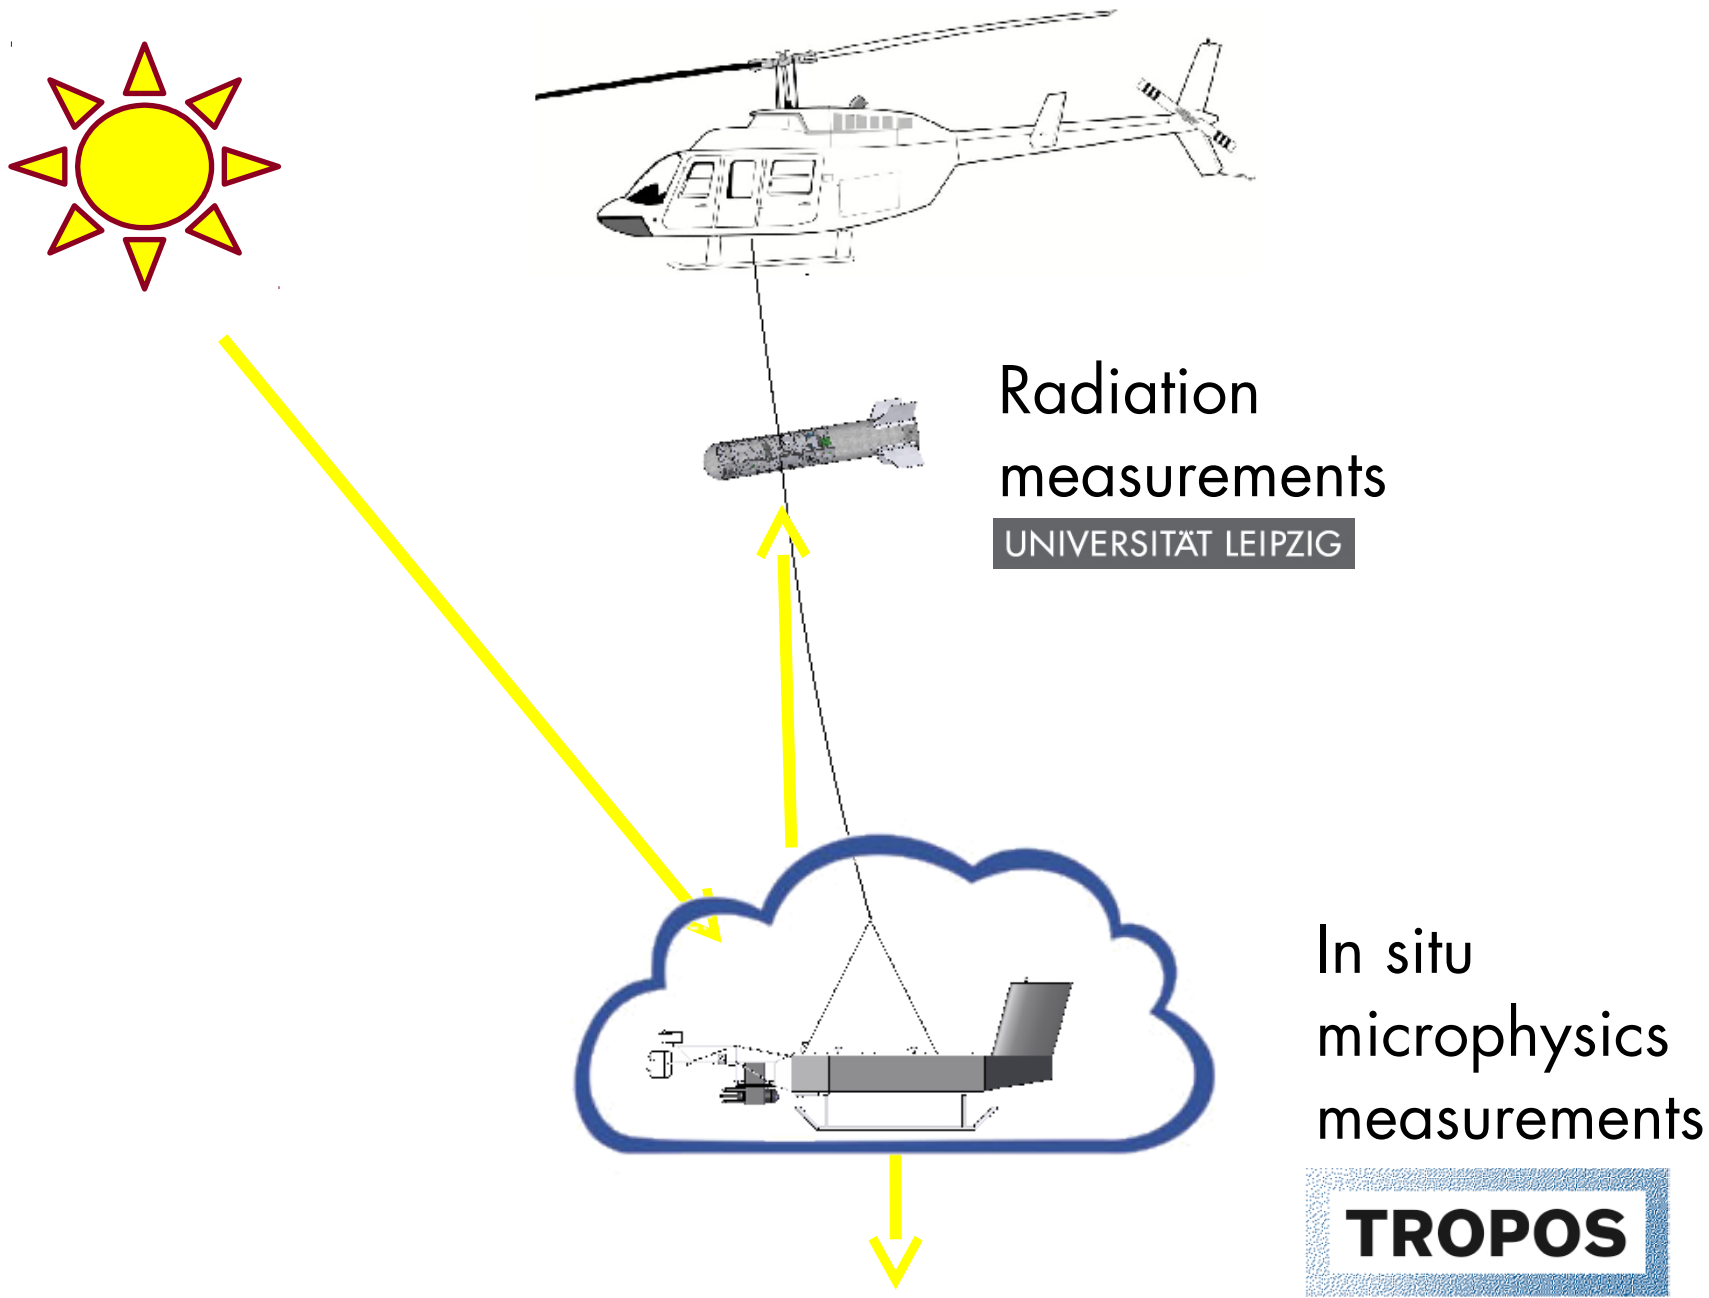 Radiation
measurements
UNIVERSITÄT LEIPZIG
In situ
microphysics
measurements
TROPOS